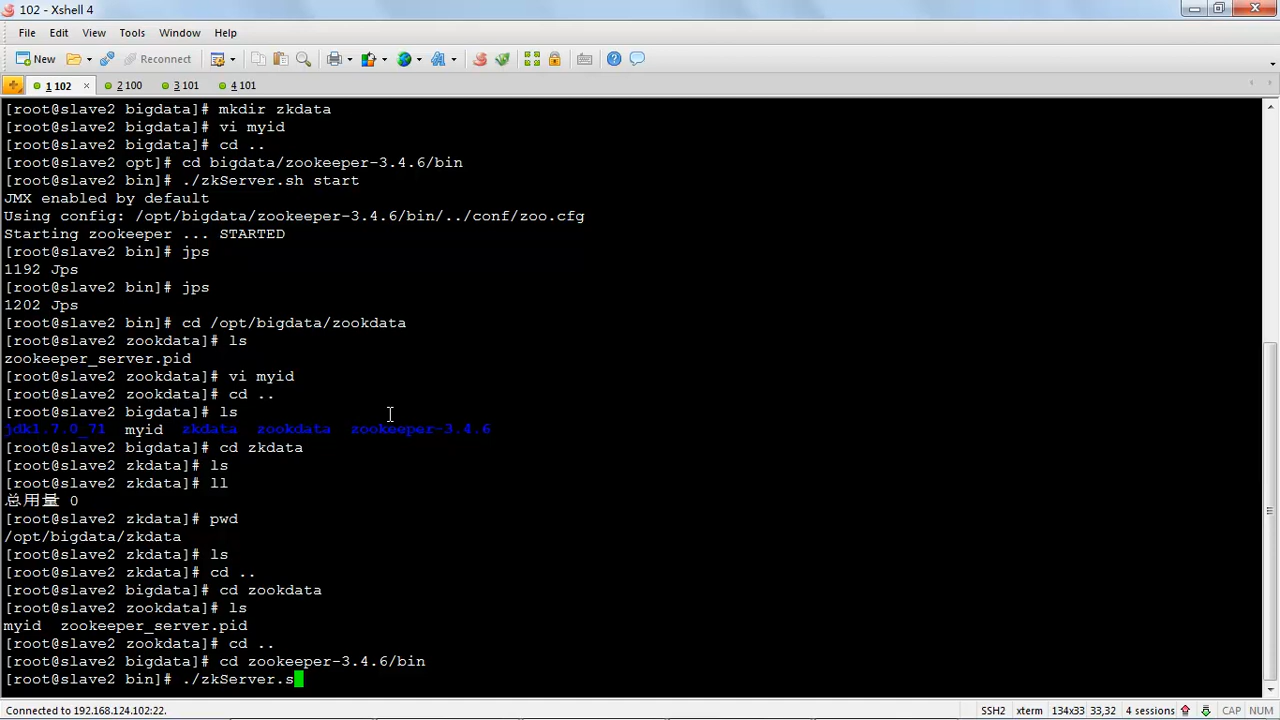 102 - Xshell 4
File Edit View Tools Window Help
New Reconnect
1 102 2 100 3 101 4 101
[root@slave2 bigdata]# mkdir zkdata
[root@slave2 bigdata]# vi myid
[root@slave2 bigdata]# cd ..
[root@slave2 opt]# cd bigdata/zookeeper-3.4.6/bin
[root@slave2 bin]# ./zkServer.sh start
JMX enabled by default
Using config: /opt/bigdata/zookeeper-3.4.6/bin/../conf/zoo.cfg
Starting zookeeper ... STARTED
[root@slave2 bin]# jps
1192 Jps
[root@slave2 bin]# jps
1202 Jps
[root@slave2 bin]# cd /opt/bigdata/zookdata
[root@slave2 zookdata]# ls
zookeeper_server.pid
[root@slave2 zookdata]# vi myid
[root@slave2 zookdata]# cd ..
[root@slave2 bigdata]# ls
jdk1.7.0_71 myid zkdata zookdata zookeeper-3.4.6
[root@slave2 bigdata]# cd zkdata
[root@slave2 zkdata]# ls
[root@slave2 zkdata]# ll
总用量 0
[root@slave2 zkdata]# pwd
/opt/bigdata/zkdata
[root@slave2 zkdata]# ls
[root@slave2 zkdata]# cd ..
[root@slave2 bigdata]# cd zookdata
[root@slave2 zookdata]# ls
myid zookeeper_server.pid
[root@slave2 zookdata]# cd ..
[root@slave2 bigdata]# cd zookeeper-3.4.6/bin
[root@slave2 bin]# ./zkServer.s
Connected to 192.168.124.102:22. SSH2 xterm 134x33 33,32 4 sessions CAP NUM